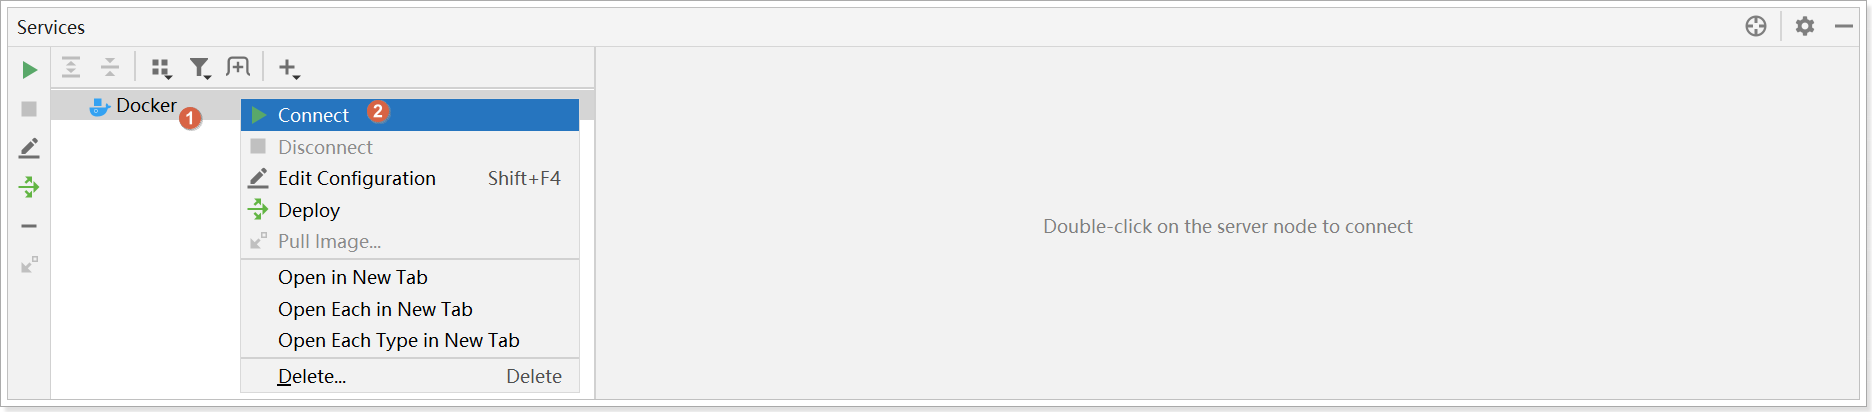 Services
Docker
1
Connect
2
Disconnect
Edit Configuration Shift+F4
Deploy
Pull Image...
Open in New Tab
Open Each in New Tab
Open Each Type in New Tab
Delete... Delete
Double-click on the server node to connect